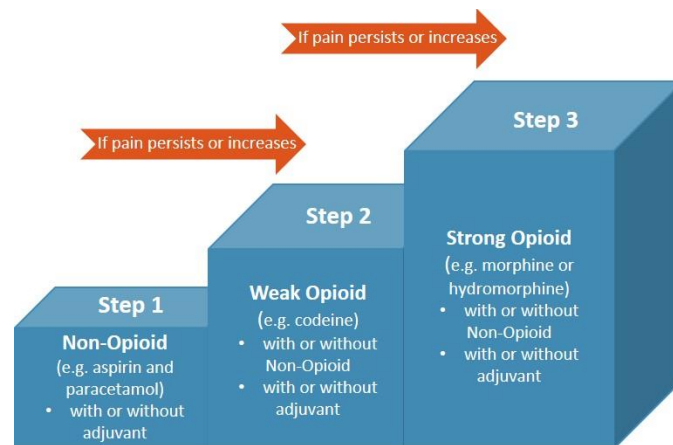 If pain persists or increases
If pain persists or increases
Step 1
Non-Opioid
(e.g. aspirin and
paracetamol)
• with or without
adjuvant
Step 2
Weak Opioid
(e.g. codeine)
• with or without
Non-Opioid
• with or without
adjuvant
Step 3
Strong Opioid
(e.g. morphine or
hydromorphine)
• with or without
Non-Opioid
• with or without
adjuvant